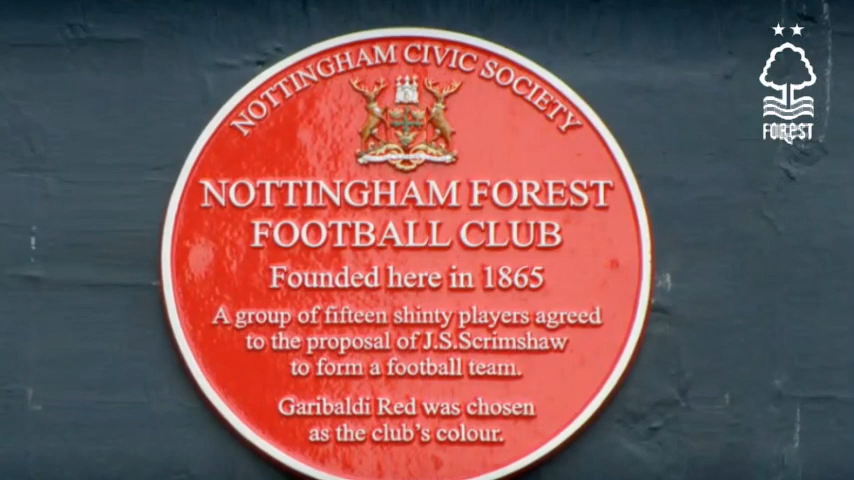 NOTTINGHAM CIVIC SOCIETY
NOTTINGHAM FOREST
FOOTBALL CLUB
Founded here in 1865
A group of fifteen shinty players agreed
to the proposal of J.S.Scrimshaw
to form a football team.
Garibaldi Red was chosen
as the club's colour.
FOREST